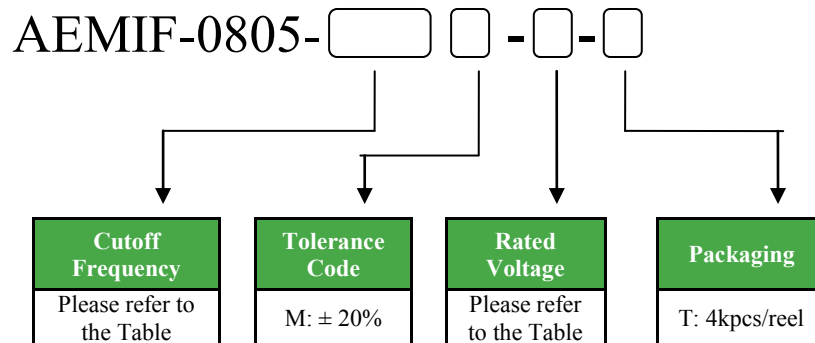 AEMIF-0805- - -
Cutoff
Frequency
Please refer to
the Table
Tolerance
Code
M: ± 20%
Rated
Voltage
Please refer
to the Table
Packaging
T: 4kpcs/reel